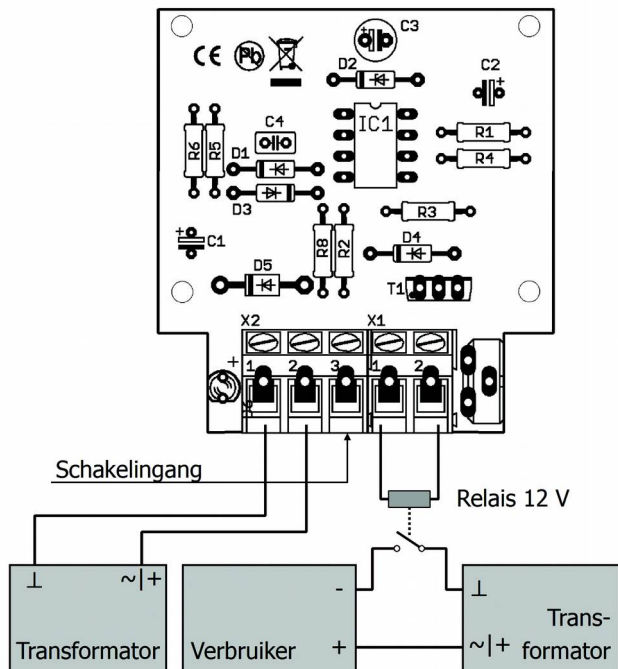 C3
CE
Pb
D2
C2
IC1
C4
R6
R5
R1
R4
D1
D3
R3
C1
R8
R2
D4
D5
T1
X2
X1
1
2
3
1
2
Schakelingang
Relais 12 V
⊥
~|+
Transformator
-
+
Verbruiker
⊥
~|+
Trans-
formator